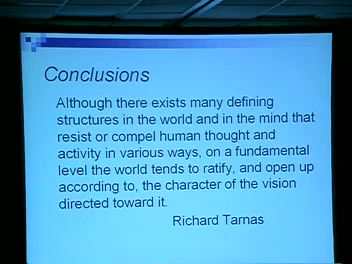 Conclusions
Although there exists many defining
structures in the world and in the mind that
resist or compel human thought and
activity in various ways, on a fundamental
level the world tends to ratify, and open up
according to, the character of the vision
directed toward it.
Richard Tarnas